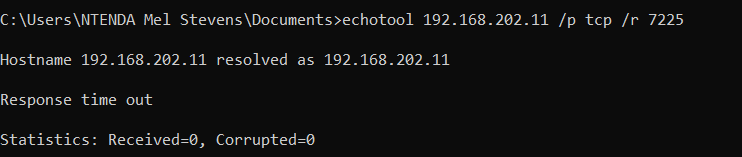 C:\Users\NTENDA Mel Stevens\Documents>echotool 192.168.202.11 /p tcp /r 7225
Hostname 192.168.202.11 resolved as 192.168.202.11
Response time out
Statistics: Received=0, Corrupted=0